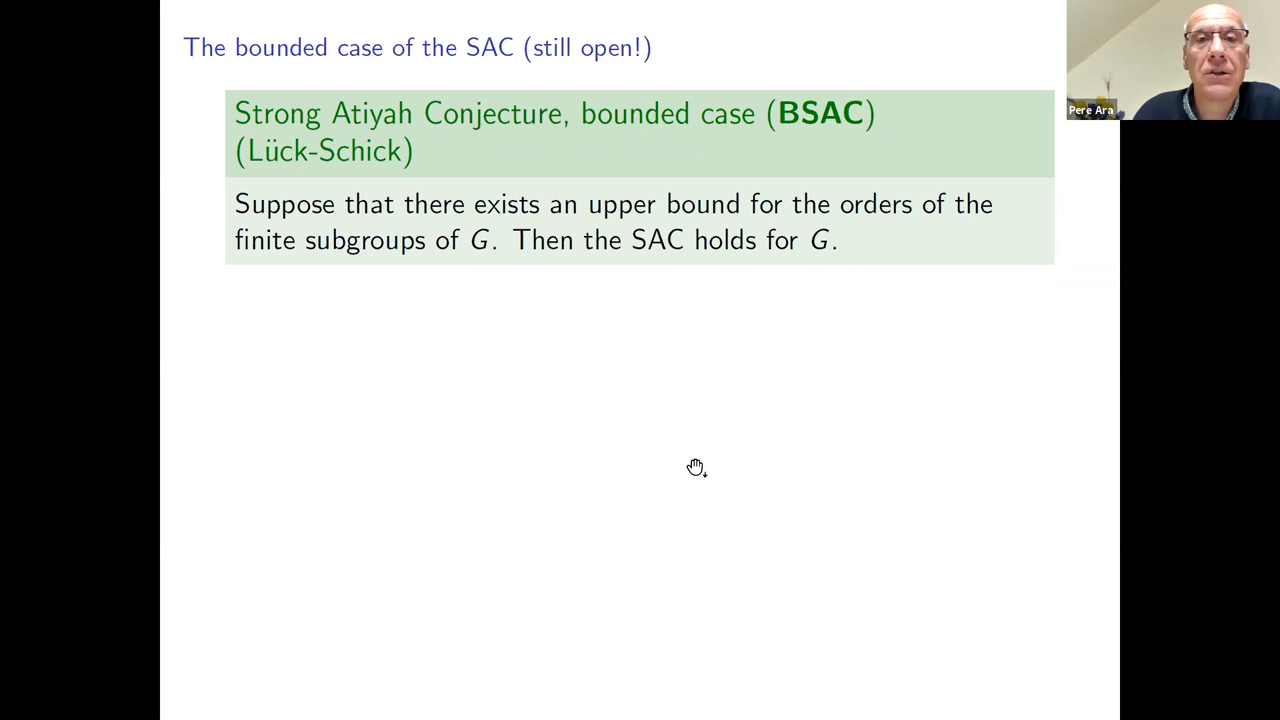 The bounded case of the SAC (still open!)
Strong Atiyah Conjecture, bounded case (BSAC)
(Lück-Schick)
Suppose that there exists an upper bound for the orders of the
finite subgroups of G. Then the SAC holds for G.
Pere Ara